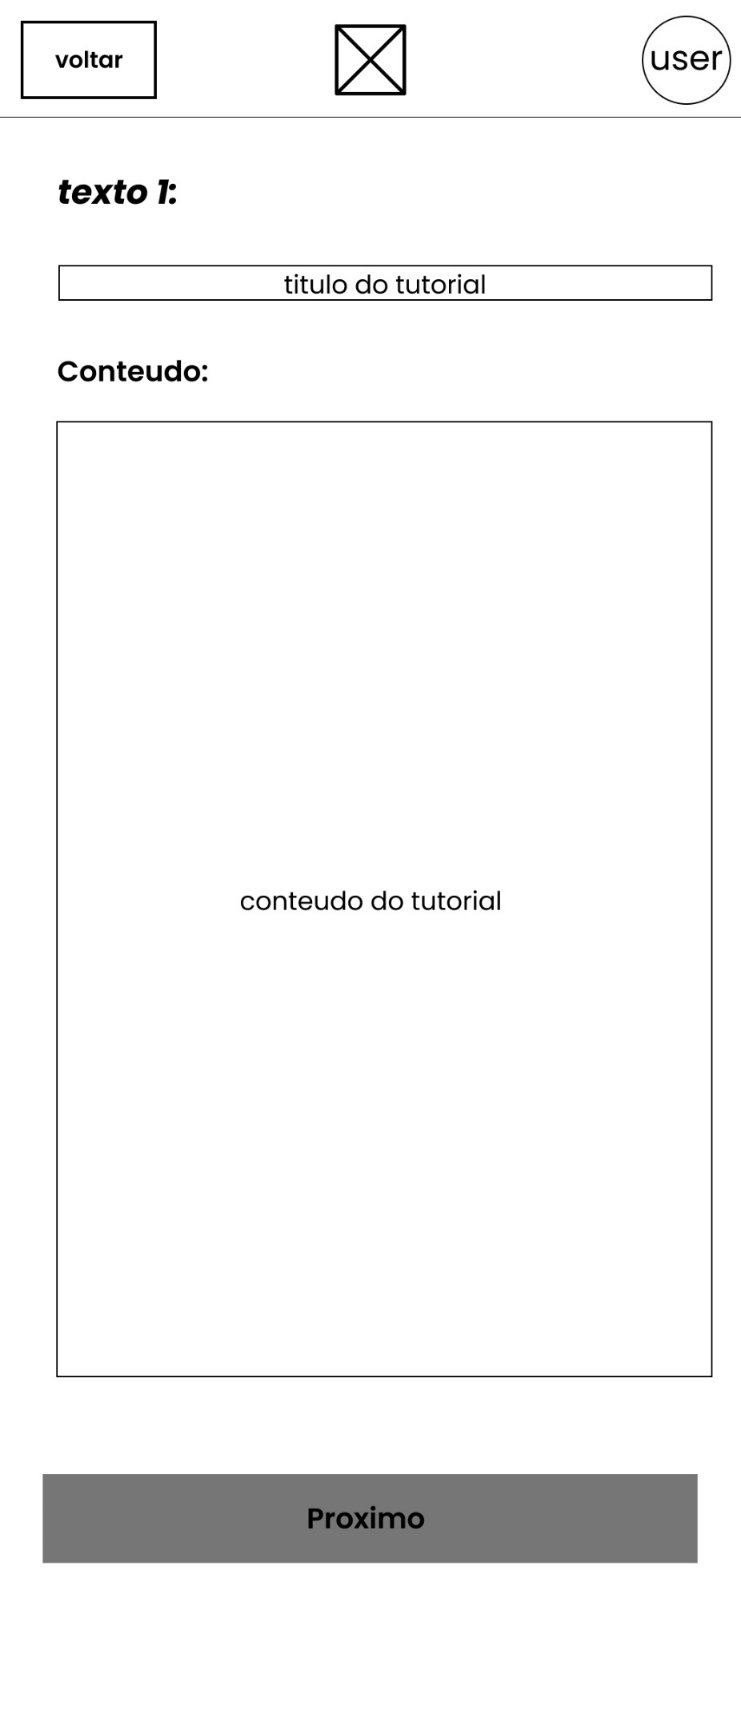 voltar
user
texto 1:
titulo do tutorial
Conteudo:
conteudo do tutorial
Proximo